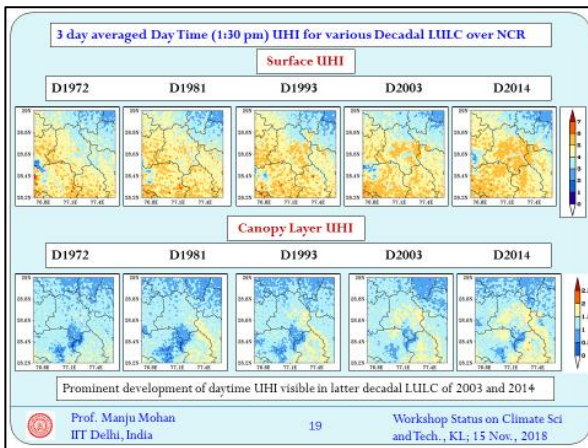 3 day averaged Day Time (1:30 pm) UHI for various Decadal LULC over NCR
Surface UHI
D1972 D1981 D1993 D2003 D2014
Canopy Layer UHI
D1972 D1981 D1993 D2003 D2014
Prominent development of daytime UHI visible in latter decadal LULC of 2003 and 2014
Prof. Manju Mohan
IIT Delhi, India
19
Workshop Status on Climate Sci
and Tech., KL; 15 Nov., 2018